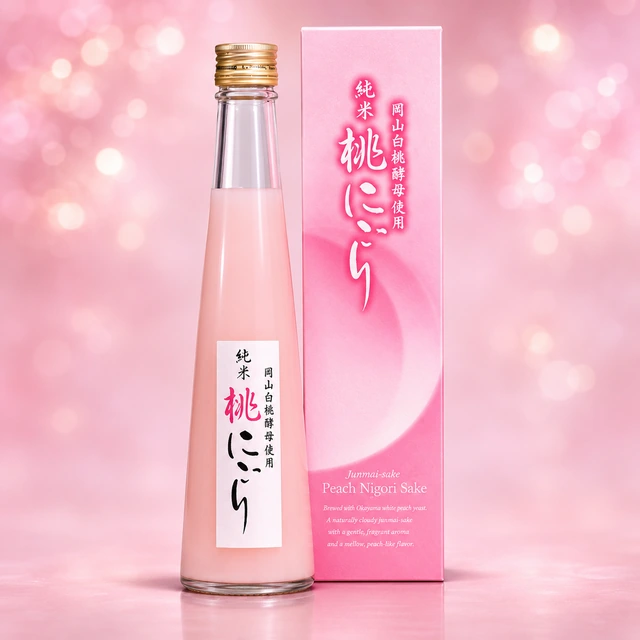 純米
桃にごり
岡山白桃酵母使用
純米
桃にごり
岡山白桃酵母使用
Junmai-sake
Peach Nigori Sake
Brewed with Okayama white peach yeast
A naturally cloudy junmai-sake
with a gentle, fragrant aroma
and a mellow, peach-like flavor.